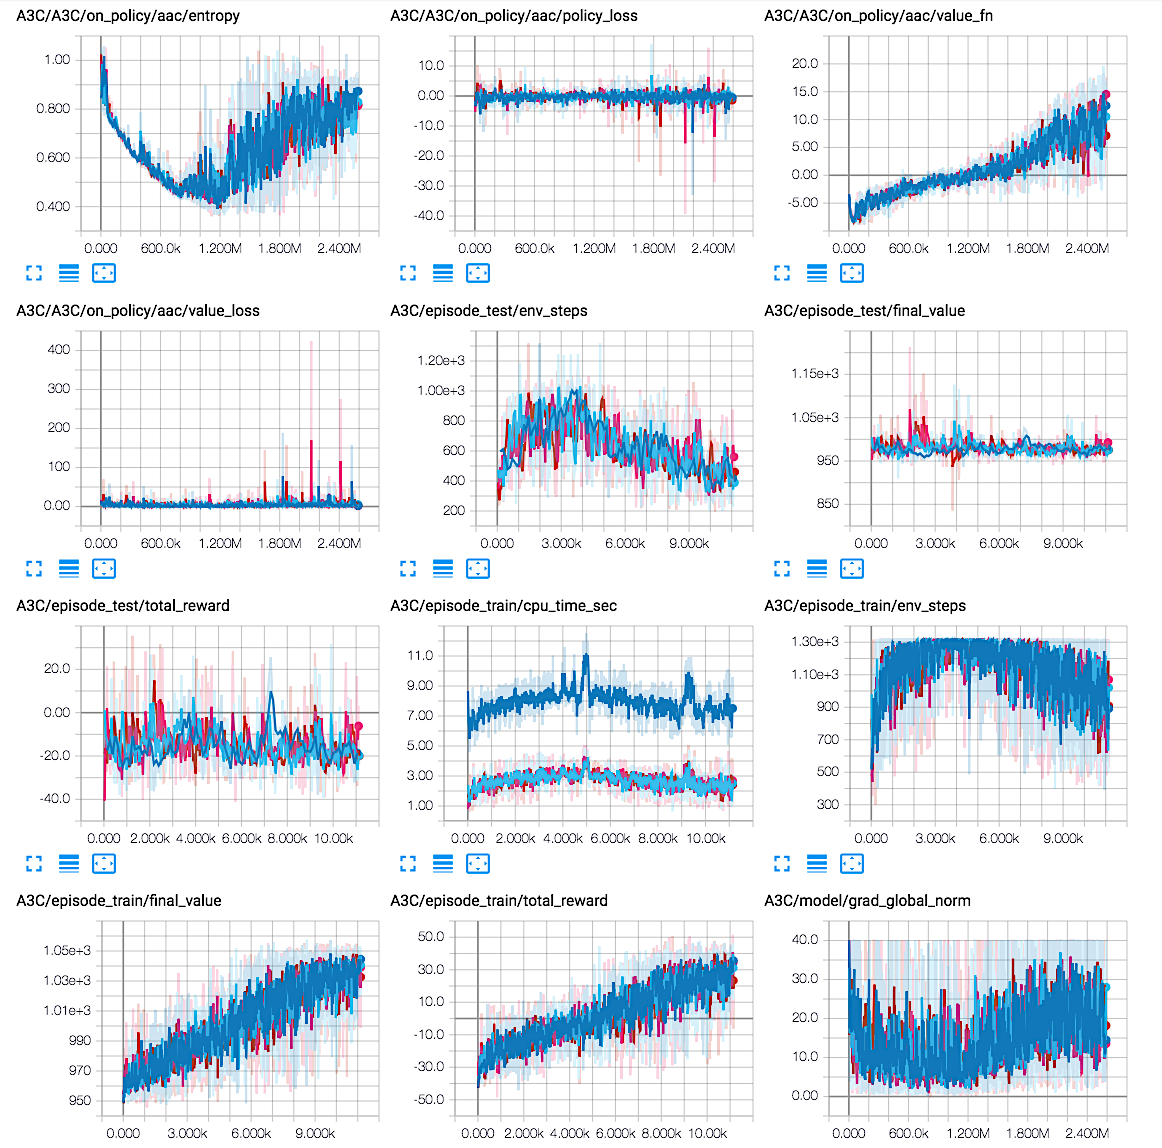 A3C/A3C/on_policy/aac/entropy
1.00
0.800
0.600
0.400
0.000 600.0k 1.200M 1.800M 2.400M
A3C/A3C/on_policy/aac/policy_loss
10.0
0.00
-10.0
-20.0
-30.0
-40.0
0.000 600.0k 1.200M 1.800M 2.400M
A3C/A3C/on_policy/aac/value_fn
20.0
15.0
10.0
5.00
0.00
-5.00
0.000 600.0k 1.200M 1.800M 2.400M
A3C/A3C/on_policy/aac/value_loss
400
300
200
100
0.00
0.000 600.0k 1.200M 1.800M 2.400M
A3C/episode_test/env_steps
1.20e+3
1.00e+3
800
600
400
200
0.000 3.000k 6.000k 9.000k
A3C/episode_test/final_value
1.15e+3
1.05e+3
950
850
0.000 3.000k 6.000k 9.000k
A3C/episode_test/total_reward
20.0
0.00
-20.0
-40.0
0.000 2.000k 4.000k 6.000k 8.000k 10.00k
A3C/episode_train/cpu_time_sec
11.0
9.00
7.00
5.00
3.00
1.00
0.000 2.000k 4.000k 6.000k 8.000k 10.00k
A3C/episode_train/env_steps
1.30e+3
1.10e+3
900
700
500
300
0.000 3.000k 6.000k 9.000k
A3C/episode_train/final_value
1.05e+3
1.03e+3
1.01e+3
990
970
950
0.000 3.000k 6.000k 9.000k
A3C/episode_train/total_reward
50.0
30.0
10.0
-10.0
-30.0
-50.0
0.000 2.000k 4.000k 6.000k 8.000k 10.00k
A3C/model/grad_global_norm
40.0
30.0
20.0
10.0
0.00
0.000 600.0k 1.200M 1.800M 2.400M